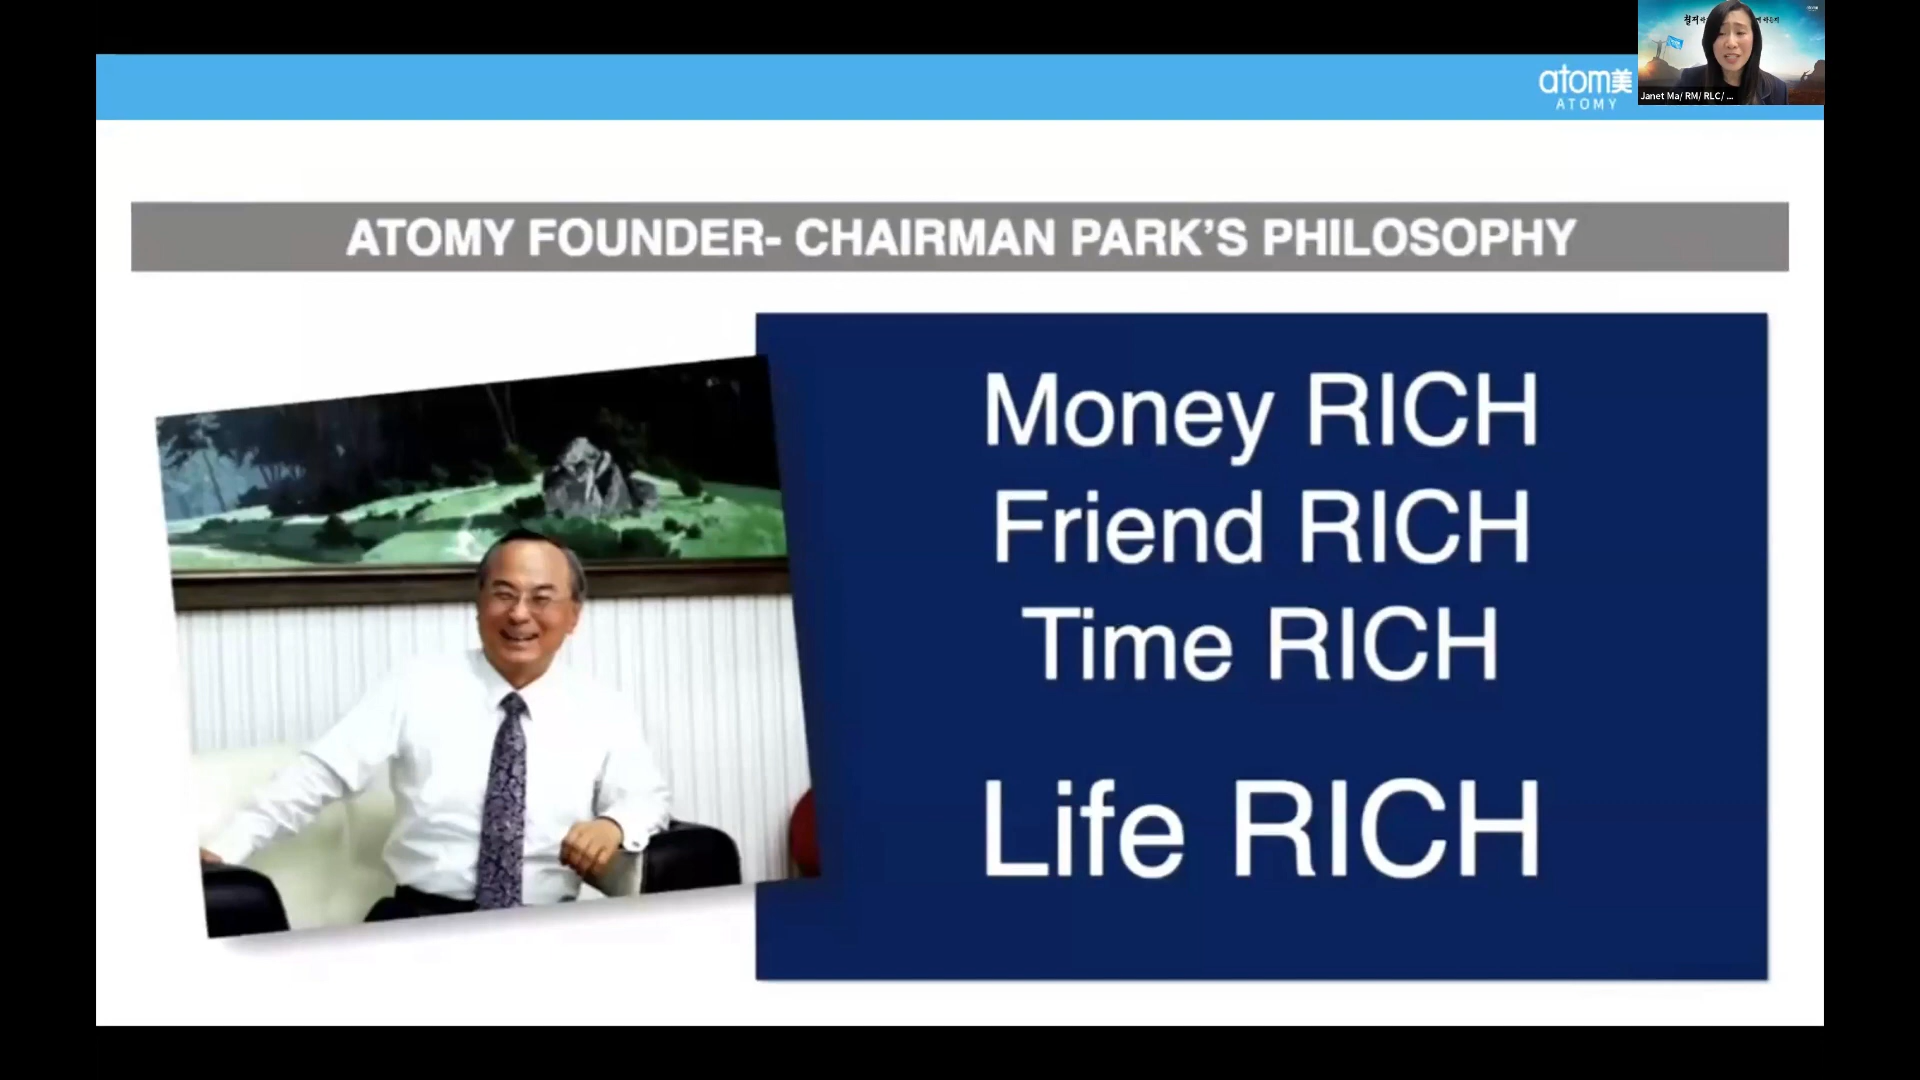 atom美
ATOMY
Janet Ma/ RM/ RLC/ ...
ATOMY FOUNDER- CHAIRMAN PARK'S PHILOSOPHY
Money RICH
Friend RICH
Time RICH
Life RICH